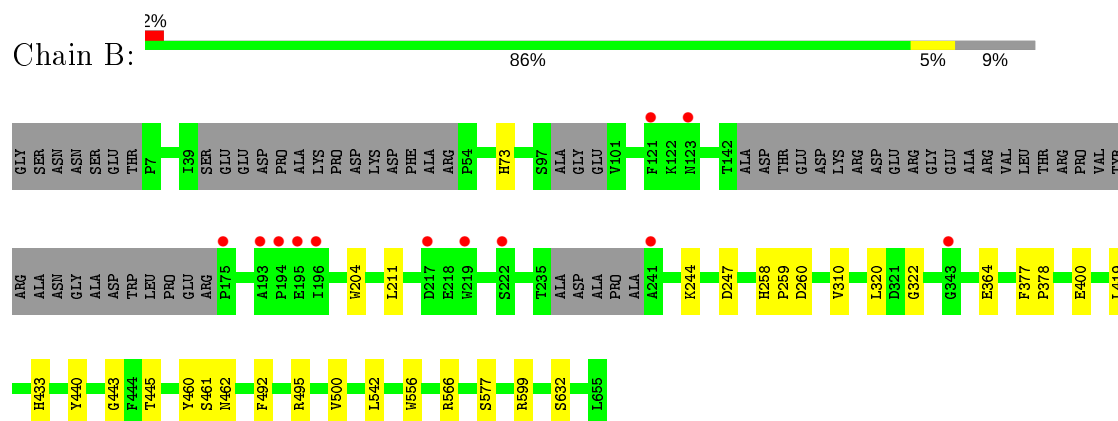 2%
Chain B:
86% 5% 9%
GLY SER ASN ASN SER GLU THR P7 I39 SER GLU GLU ASP PRO ALA LYS PRO ASP LYS ASP PHE ALA ARG P54 H73 S97 ALA GLY GLU V101 F121 K122 N123 T142 ALA ASP THR GLU ASP LYS ARG ASP GLU ARG GLY GLU ALA ARG VAL LEU THR ARG PRO VAL TYR
ARG ALA ASN GLY ALA ASP TRP LEU PRO GLU ARG P175 A193 P194 E195 I196 W204 L211 D217 E218 W219 S222 T235 ALA ASP ALA PRO ALA A241 K244 D247 H258 P259 D260 V310 L320 D321 G322 G343 E364 F377 P378 E400 L419
H433 Y440 G443 F444 T445 Y460 S461 N462 F492 R495 V500 L542 W556 R566 S577 R599 S632 L655